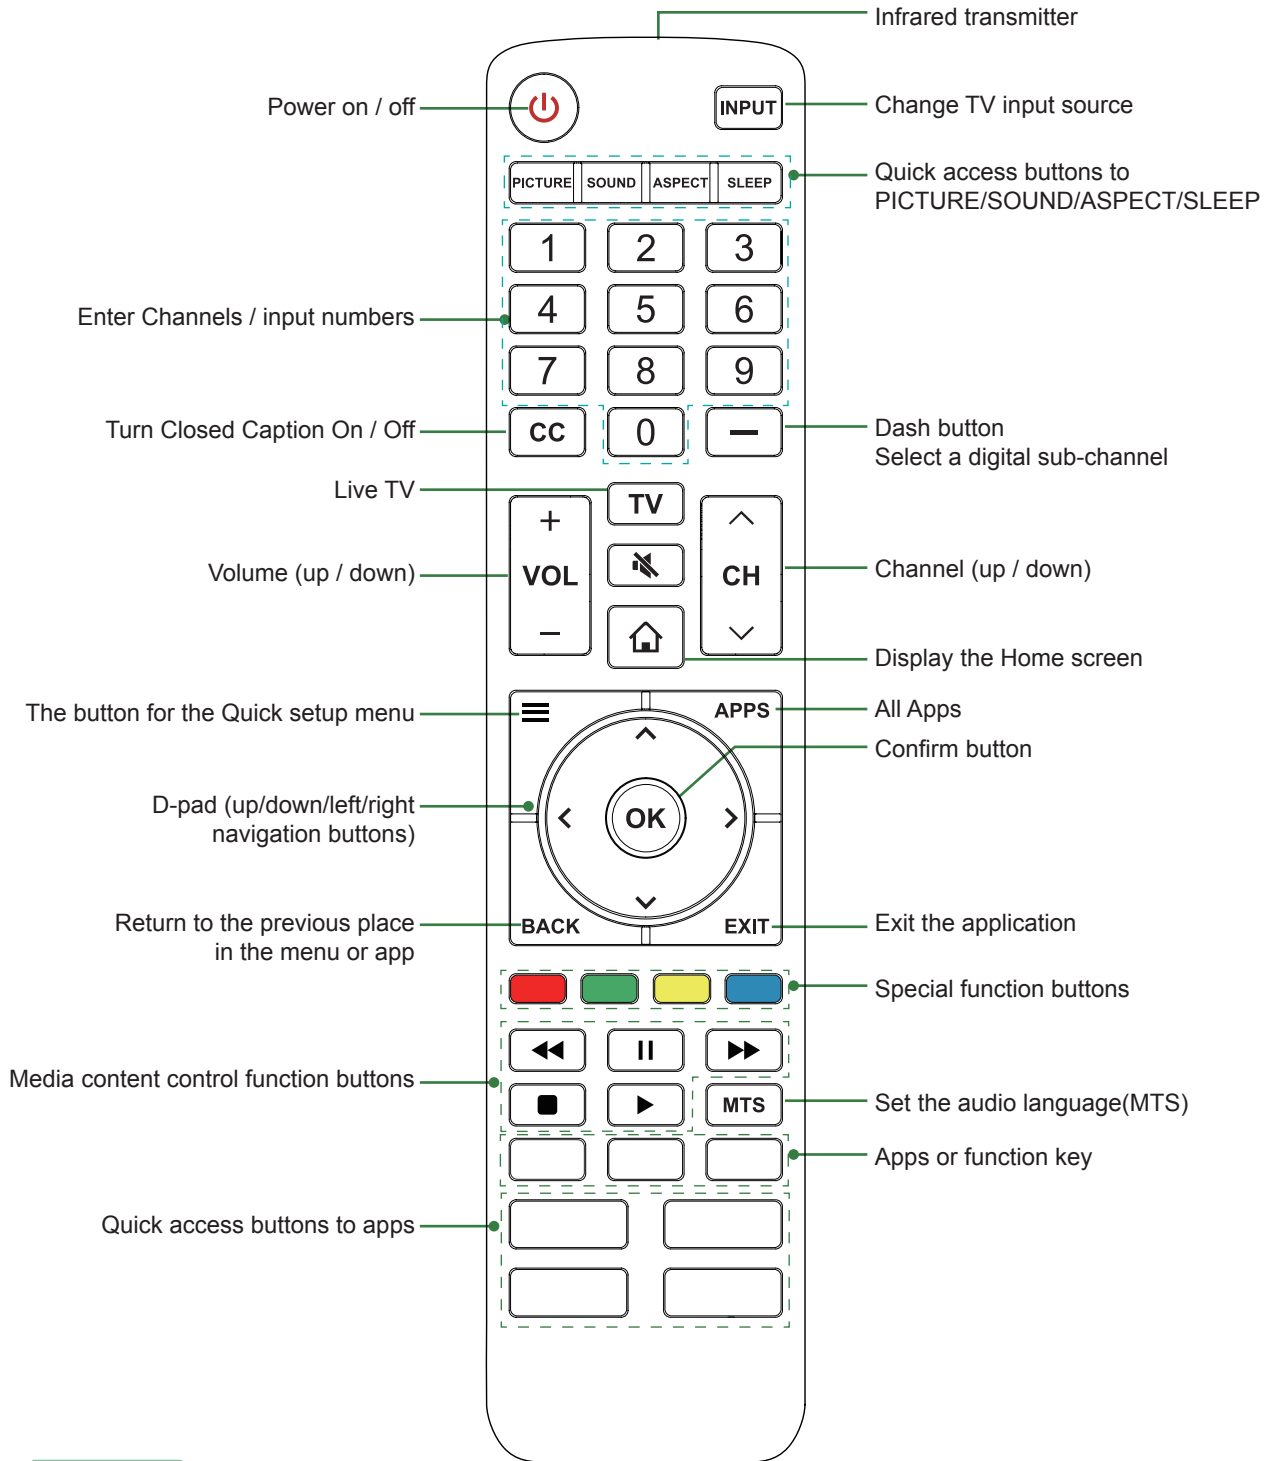 Infrared transmitter
Power on / off
INPUT
Change TV input source
PICTURE SOUND ASPECT SLEEP
Quick access buttons to
PICTURE/SOUND/ASPECT/SLEEP
1 2 3
Enter Channels / input numbers
4 5 6
7 8 9
Turn Closed Caption On / Off
CC 0 —
Dash button
Select a digital sub-channel
Live TV
TV
+
Volume (up / down)
VOL
CH
Channel (up / down)
–
Display the Home screen
The button for the Quick setup menu
APPS
All Apps
Confirm button
D-pad (up/down/left/right
navigation buttons)
OK
Return to the previous place
in the menu or app
BACK
EXIT
Exit the application
Special function buttons
Media content control function buttons
MTS
Set the audio language(MTS)
Apps or function key
Quick access buttons to apps